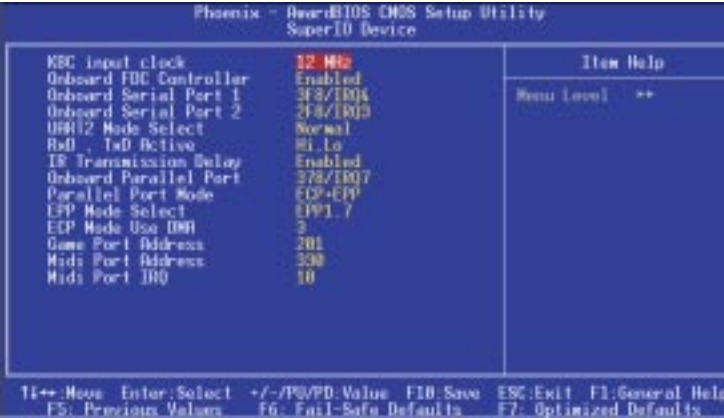 Phoenix - AwardBIOS CMOS Setup Utility
SuperIO Device
KBC input clock 12 MHz
Onboard FDC Controller Enabled
Onboard Serial Port 1 3F8/IRQ4
Onboard Serial Port 2 2F8/IRQ3
UART2 Mode Select Normal
RxD , TxD Active Hi,Lo
IR Transmission Delay Enabled
Onboard Parallel Port 378/IRQ7
Parallel Port Mode ECP+EPP
EPP Mode Select EPP1.7
ECP Mode Use DMA 3
Game Port Address 201
Midi Port Address 330
Midi Port IRQ 10
Item Help
Menu Level ▸▸
↑↓→←:Move Enter:Select +/-/PU/PD:Value F10:Save ESC:Exit F1:General Hel
F5: Previous Values F6: Fail-Safe Defaults F7: Optimized Defaults